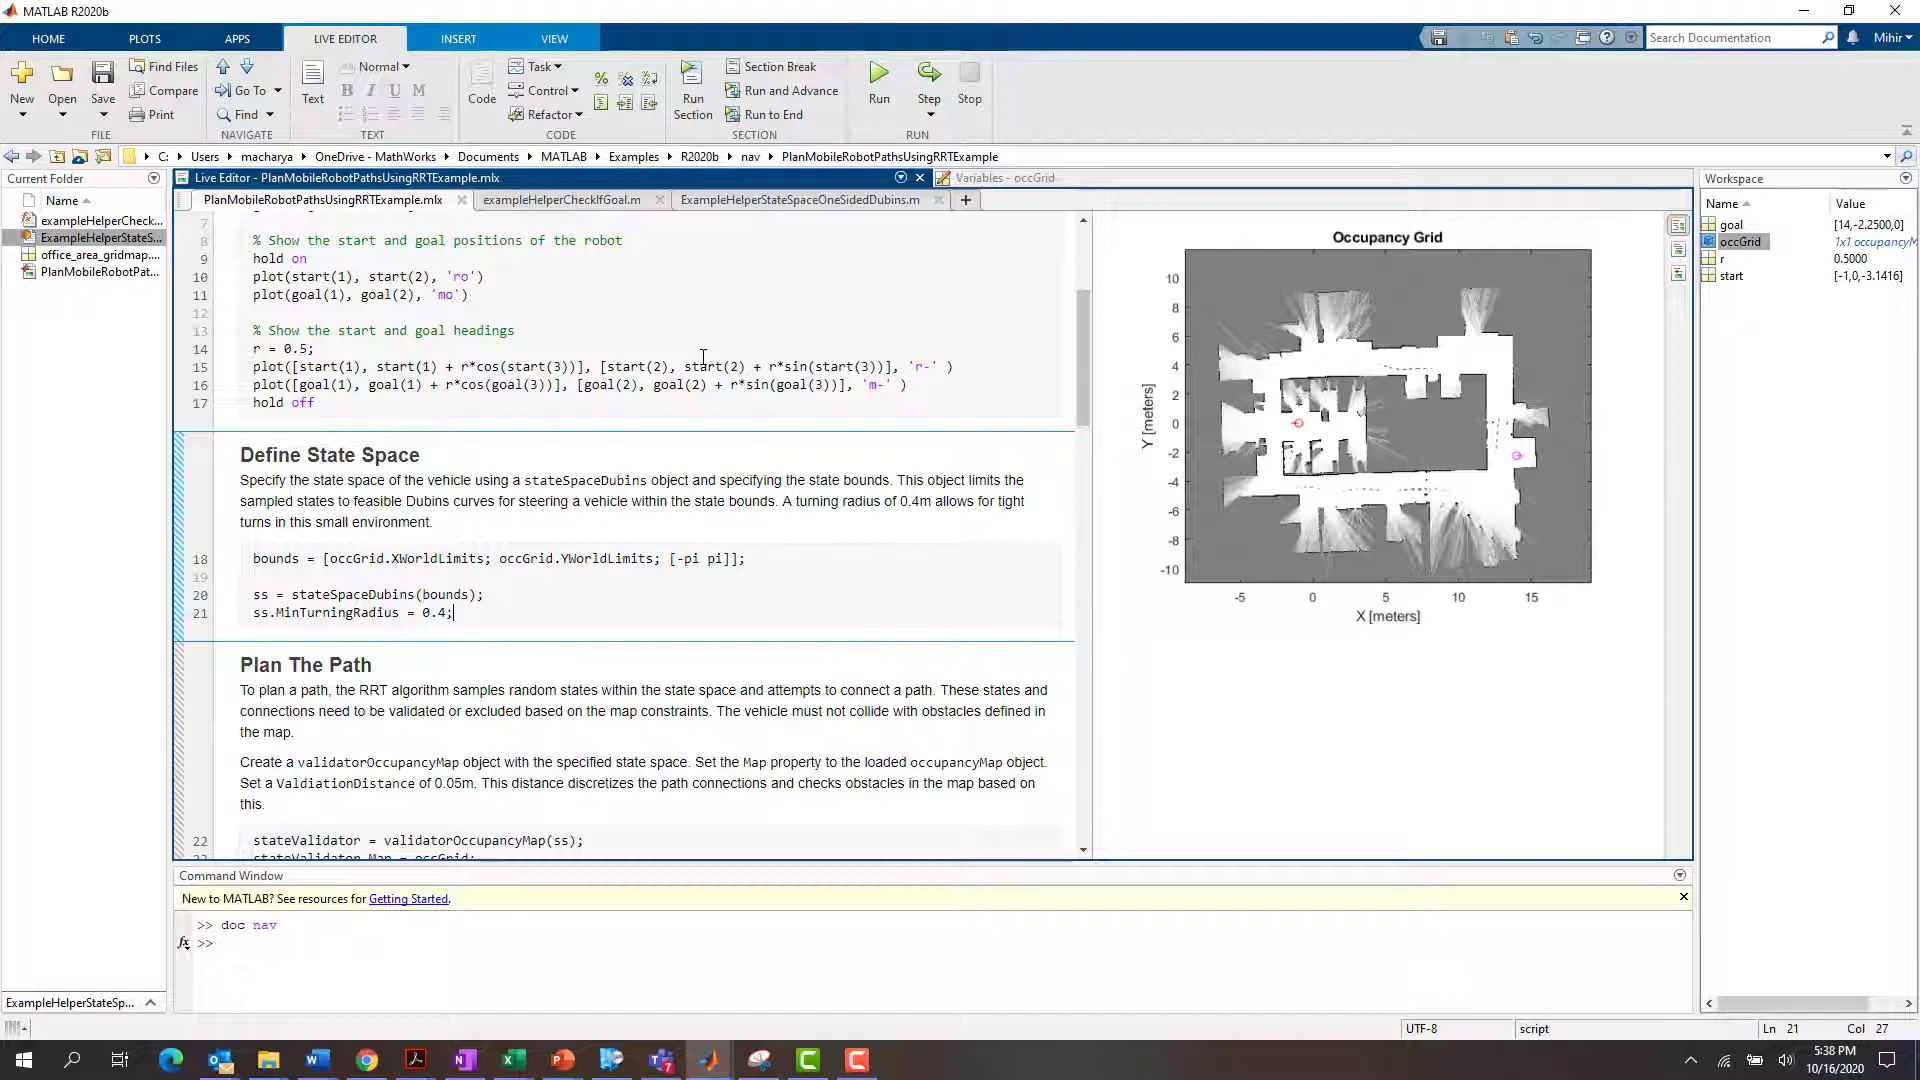 MATLAB R2020b
HOME
PLOTS
APPS
LIVE EDITOR
INSERT
VIEW
Search Documentation
Mihir
New
Open
Save
Find Files
Compare
Print
FILE
Go To
Find
NAVIGATE
Text
Normal
B I U M
TEXT
Code
Task
Control
Refactor
CODE
Run
Section
Section Break
Run and Advance
Run to End
SECTION
Run
Step
Stop
RUN
C:
Users
macharya
OneDrive - MathWorks
Documents
MATLAB
Examples
R2020b
nav
PlanMobileRobotPathsUsingRRTExample
Current Folder
Name
exampleHelperCheck...
ExampleHelperStateS...
office_area_gridmap....
PlanMobileRobotPat...
ExampleHelperStateSp...
Live Editor - PlanMobileRobotPathsUsingRRTExample.mlx
Variables - occGrid
PlanMobileRobotPathsUsingRRTExample.mlx
exampleHelperCheckIfGoal.m
ExampleHelperStateSpaceOneSidedDubins.m
7
8 % Show the start and goal positions of the robot
9 hold on
10 plot(start(1), start(2), 'ro')
11 plot(goal(1), goal(2), 'mo')
12
13 % Show the start and goal headings
14 r = 0.5;
15 plot([start(1), start(1) + r*cos(start(3))], [start(2), start(2) + r*sin(start(3))], 'r-' )
16 plot([goal(1), goal(1) + r*cos(goal(3))], [goal(2), goal(2) + r*sin(goal(3))], 'm-' )
17 hold off
Define State Space
Specify the state space of the vehicle using a stateSpaceDubins object and specifying the state bounds. This object limits the
sampled states to feasible Dubins curves for steering a vehicle within the state bounds. A turning radius of 0.4m allows for tight
turns in this small environment.
18 bounds = [occGrid.XWorldLimits; occGrid.YWorldLimits; [-pi pi]];
19
20 ss = stateSpaceDubins(bounds);
21 ss.MinTurningRadius = 0.4;
Plan The Path
To plan a path, the RRT algorithm samples random states within the state space and attempts to connect a path. These states and
connections need to be validated or excluded based on the map constraints. The vehicle must not collide with obstacles defined in
the map.
Create a validatorOccupancyMap object with the specified state space. Set the Map property to the loaded occupancyMap object.
Set a ValdiationDistance of 0.05m. This distance discretizes the path connections and checks obstacles in the map based on
this.
22 stateValidator = validatorOccupancyMap(ss);
stateValidator.Map = occGrid;
Occupancy Grid
10
8
6
4
2
0
-2
-4
-6
-8
-10
Y [meters]
-5
0
5
10
15
X [meters]
Workspace
Name
Value
goal
[14,-2.2500,0]
occGrid
1x1 occupancyM
r
0.5000
start
[-1,0,-3.1416]
Command Window
New to MATLAB? See resources for Getting Started.
>> doc nav
fx >>
UTF-8
script
Ln 21
Col 27
5:38 PM
10/16/2020